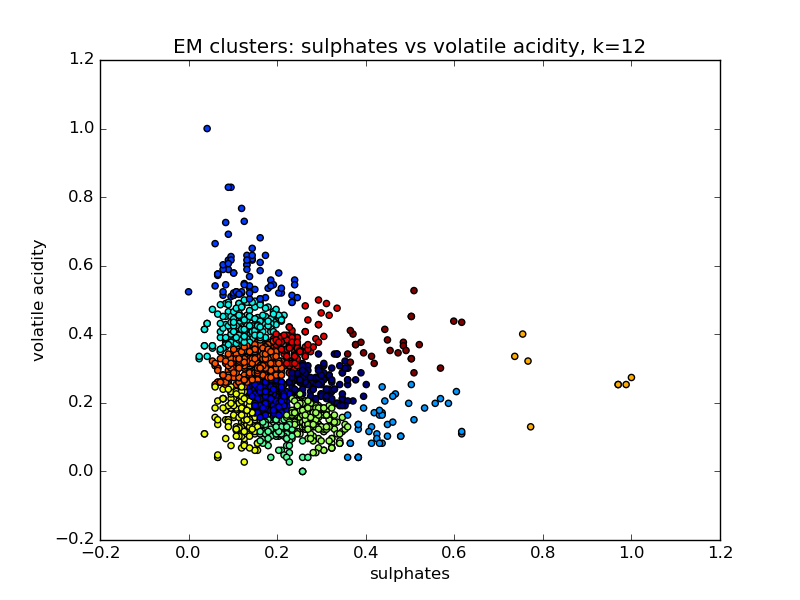 EM clusters: sulphates vs volatile acidity, k=12
1.2
1.0
0.8
0.6
0.4
0.2
0.0
−0.2
volatile acidity
−0.2 0.0 0.2 0.4 0.6 0.8 1.0 1.2
sulphates